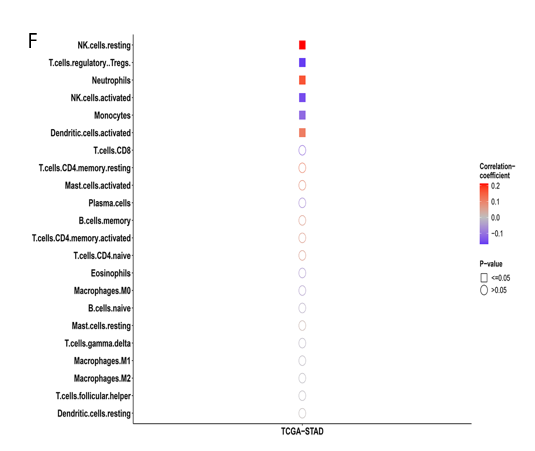 F
NK.cells.resting
T.cells.regulatory..Tregs.
Neutrophils
NK.cells.activated
Monocytes
Dendritic.cells.activated
T.cells.CD8
T.cells.CD4.memory.resting
Mast.cells.activated
Plasma.cells
B.cells.memory
T.cells.CD4.memory.activated
T.cells.CD4.naive
Eosinophils
Macrophages.M0
B.cells.naive
Mast.cells.resting
T.cells.gamma.delta
Macrophages.M1
Macrophages.M2
T.cells.follicular.helper
Dendritic.cells.resting
TCGA−STAD
Correlation−
coefficient
0.2
0.1
0.0
−0.1
P−value
<=0.05
>0.05